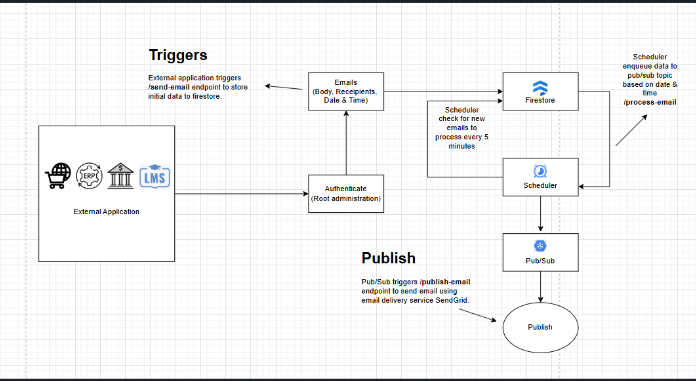 Triggers
External application triggers
/send-email endpoint to store
initial data to firestore.
Emails
(Body, Receipients,
Date & Time)
Firestore
Scheduler
enqueue data to
pub/sub topic
based on date &
time
/process-email
Scheduler
check for new
emails to
process every 5
minutes
ERP
$
LMS
External Application
Authenticate
(Root administration)
Scheduler
Pub/Sub
Publish
Pub/Sub triggers /publish-email
endpoint to send email using
email delivery service SendGrid.
Publish